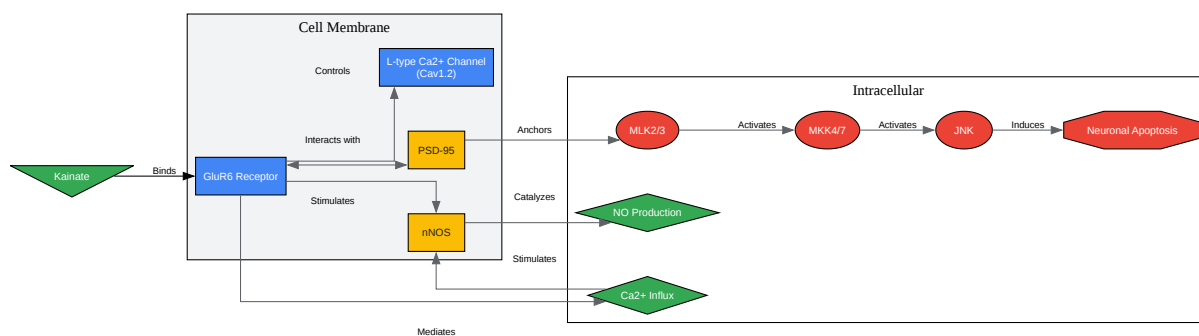 Cell Membrane
L-type Ca2+ Channel
(Cav1.2)
Controls
Intracellular
Interacts with
PSD-95
Anchors
MLK2/3
Activates
MKK4/7
Activates
JNK
Induces
Neuronal Apoptosis
Kainate
Binds
GluR6 Receptor
Stimulates
Catalyzes
NO Production
nNOS
Stimulates
Ca2+ Influx
Mediates